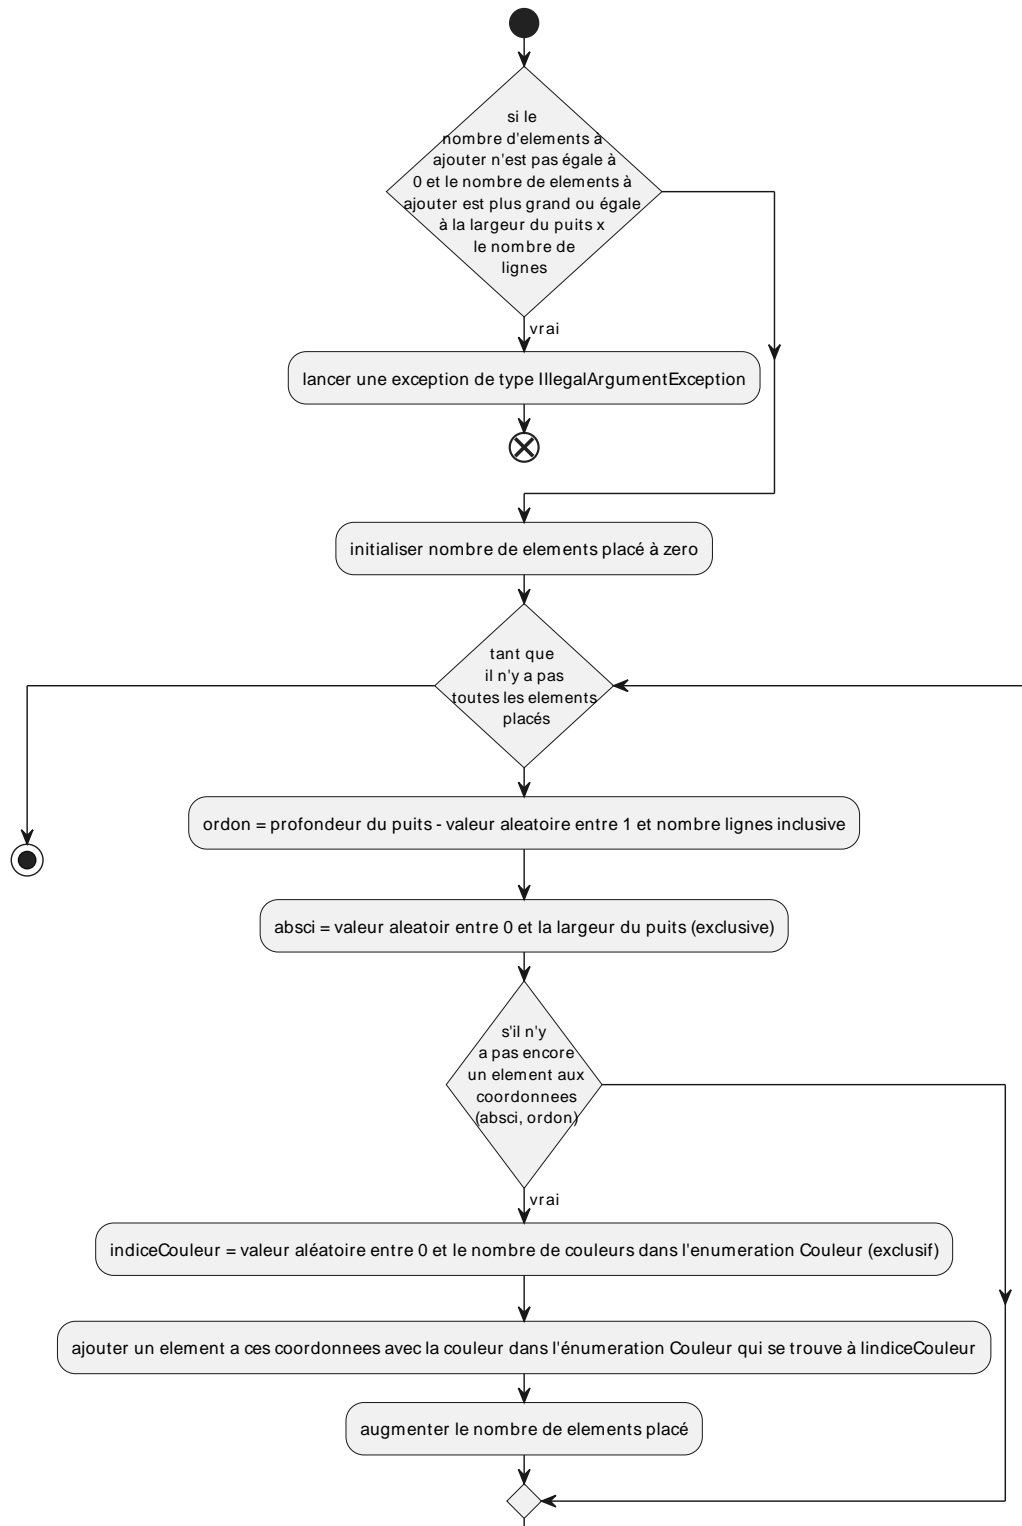 si le
nombre d'elements à
ajouter n'est pas égale à
0 et le nombre de elements à
ajouter est plus grand ou égale
à la largeur du puits x
le nombre de
lignes
vrai
lancer une exception de type IllegalArgumentException
initialiser nombre de elements placé à zero
tant que
il n'y a pas
toutes les elements
placés
ordon = profondeur du puits - valeur aleatoire entre 1 et nombre lignes inclusive
absci = valeur aleatoir entre 0 et la largeur du puits (exclusive)
s'il n'y
a pas encore
un element aux
coordonnees
(absci, ordon)
vrai
indiceCouleur = valeur aléatoire entre 0 et le nombre de couleurs dans l'enumeration Couleur (exclusif)
ajouter un element a ces coordonnees avec la couleur dans l'énumeration Couleur qui se trouve à lindiceCouleur
augmenter le nombre de elements placé